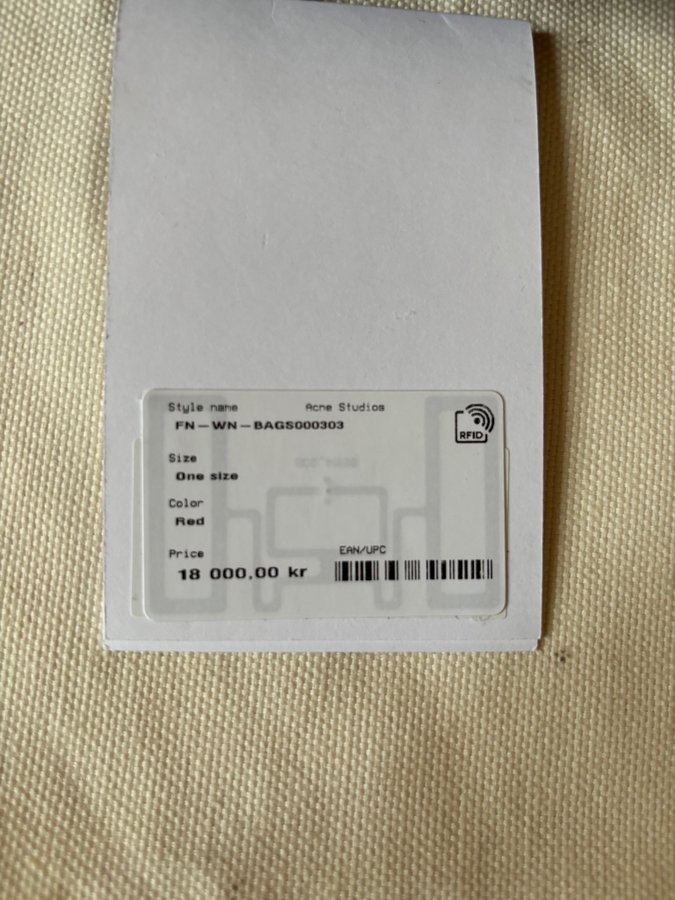 Style name Acne Studios
FN-WN-BAGS000303
RFID
Size
One size
Color
Red
Price EAN/UPC
18 000,00 kr